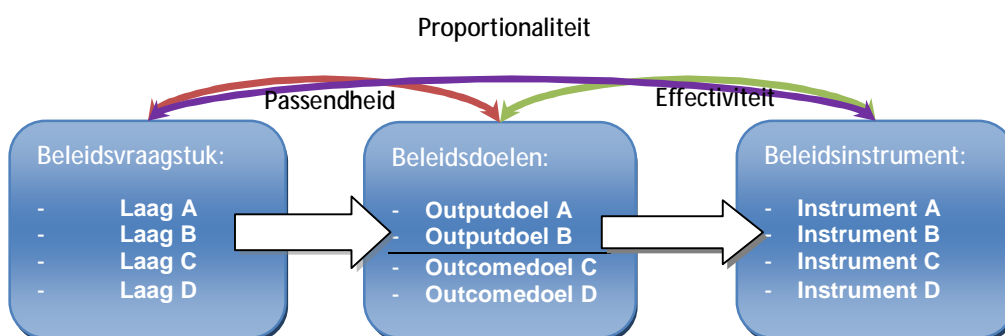 Proportionaliteit
Passendheid
Effectiviteit
Beleidsvraagstuk:
- Laag A
- Laag B
- Laag C
- Laag D
Beleidsdoelen:
- Outputdoel A
- Outputdoel B
- Outcomedoel C
- Outcomedoel D
Beleidsinstrument:
- Instrument A
- Instrument B
- Instrument C
- Instrument D